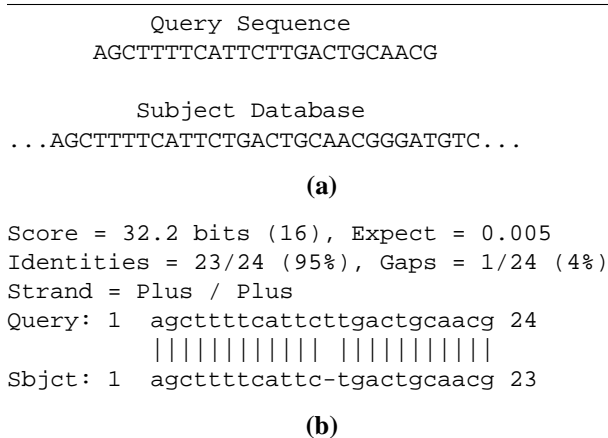 Query Sequence
AGCTTTTCATTCTTGACTGCAACG
Subject Database
...AGCTTTTCATTCTGACTGCAACGGGATGTC...
(a)
Score = 32.2 bits (16), Expect = 0.005
Identities = 23/24 (95%), Gaps = 1/24 (4%)
Strand = Plus / Plus
Query: 1 agcttttcattcttgactgcaacg 24
|||||||||||| |||||||||||
Sbjct: 1 agcttttcattc-tgactgcaacg 23
(b)